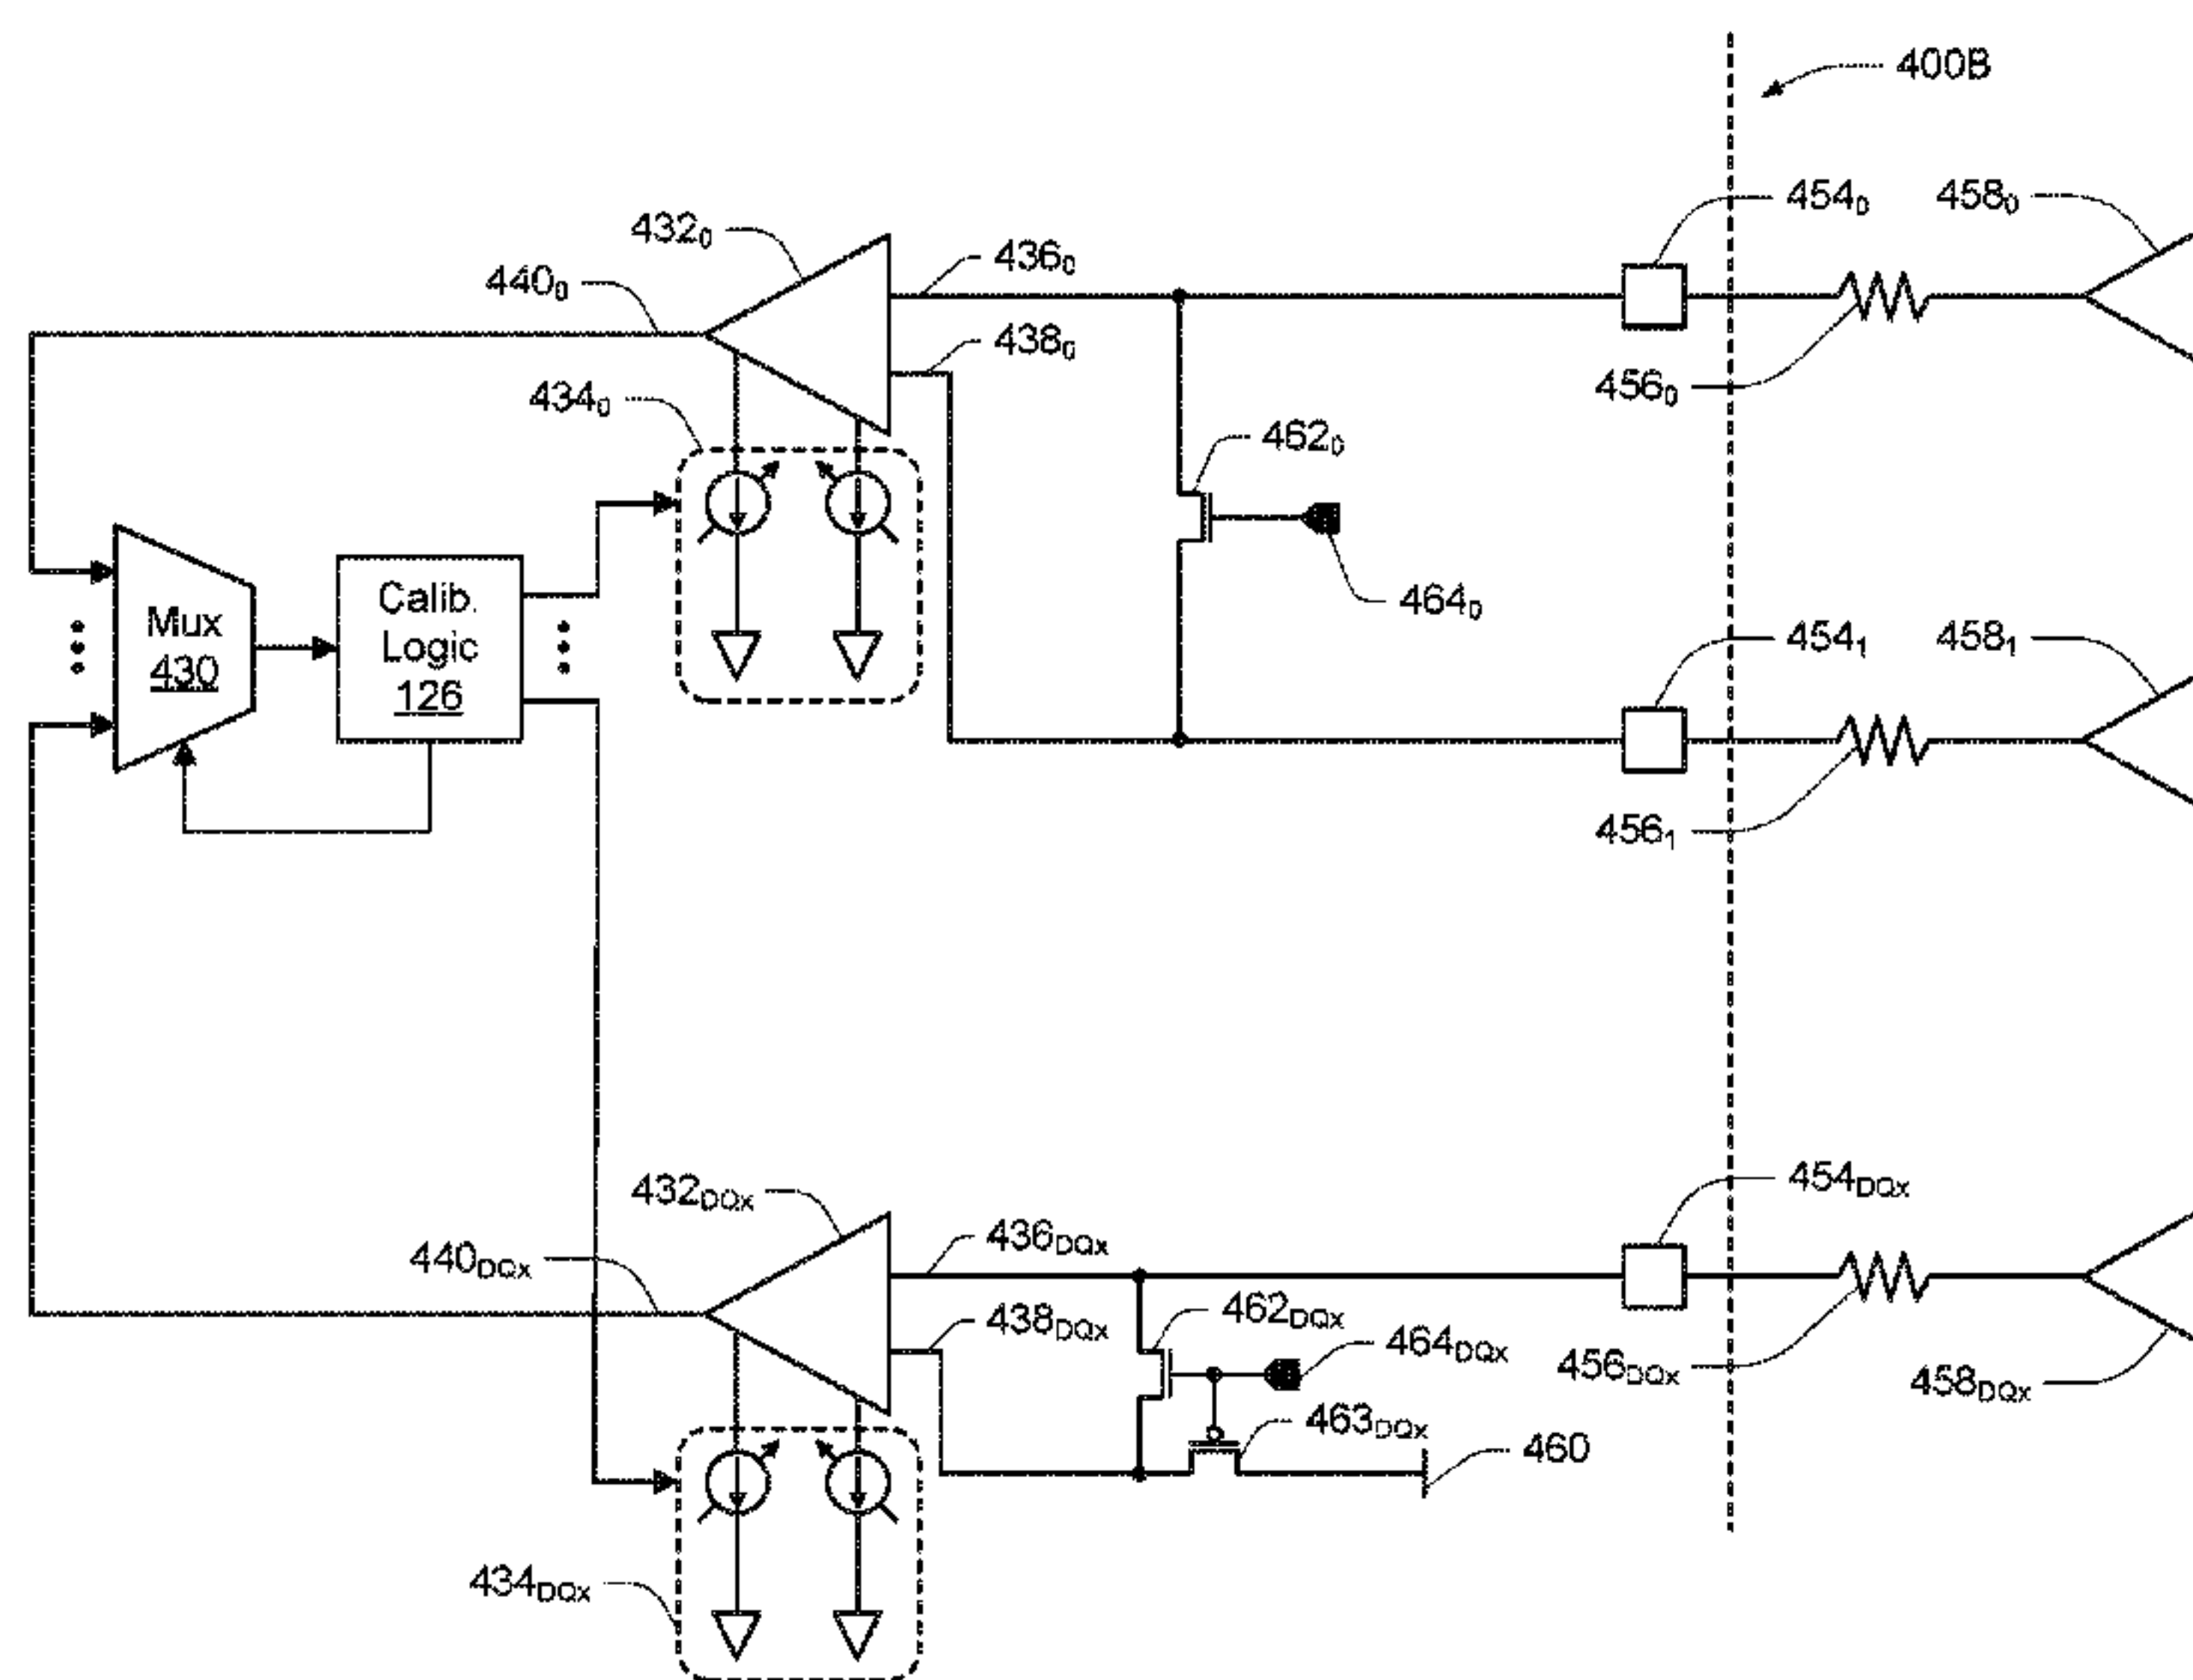 400B
454₀
458₀
432₀
436₀
440₀
438₀
456₀
434₀
462₀
Mux
430
Calib.
Logic
126
464₀
454₁
458₁
456₁
432DQx
454DQx
436DQx
440DQx
438DQx
462DQx
464DQx
456DQx
458DQx
463DQx
460
434DQx